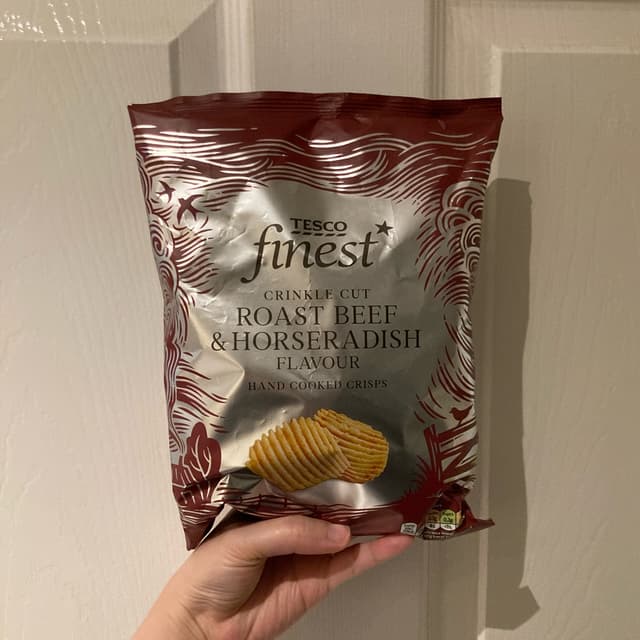 TESCO
finest*
CRINKLE CUT
ROAST BEEF
& HORSERADISH
FLAVOUR
HAND COOKED CRISPS